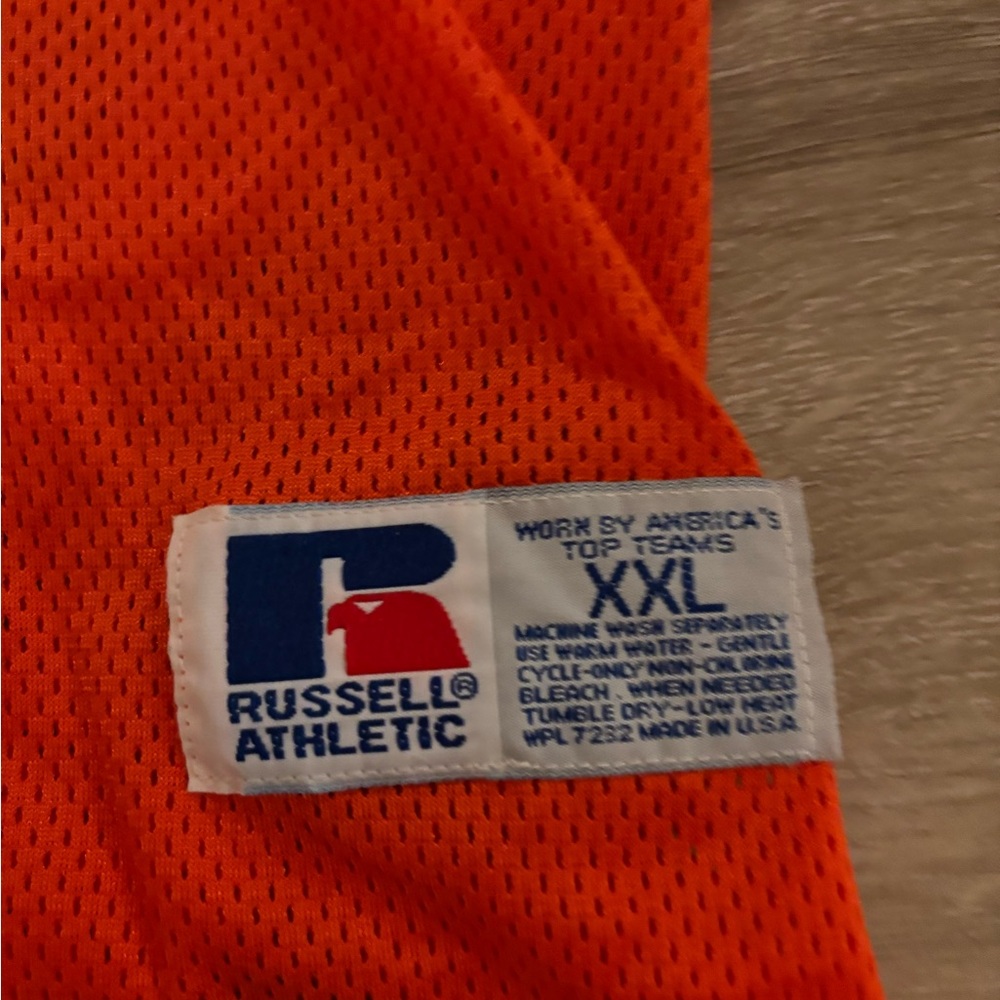 RUSSELL®
ATHLETIC
WORN BY AMERICA'S
TOP TEAMS
XXL
MACHINE WASH SEPARATELY
USE WARM WATER - GENTLE
CYCLE-ONLY NON-CHLORINE
BLEACH . WHEN NEEDED
TUMBLE DRY-LOW HEAT
WPL 7232 MADE IN U.S.A.